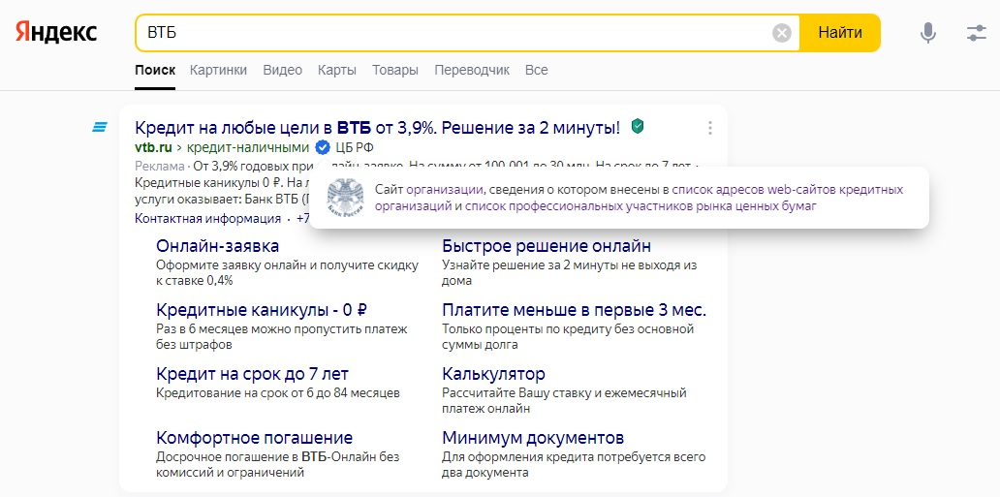 Яндекс
ВТБ
Найти
Поиск Картинки Видео Карты Товары Переводчик Все
Кредит на любые цели в ВТБ от 3,9%. Решение за 2 минуты!
vtb.ru › кредит-наличными ЦБ РФ
Реклама · От 3,9% годовых при онлайн-заявке. На сумму от 100 001 до 30 млн. На срок до 7 лет ·
Кредитные каникулы 0 ₽. На
услуги оказывает: Банк ВТБ
Контактная информация · +7
Банк России
Сайт организации, сведения о котором внесены в список адресов web-сайтов кредитных
организаций и список профессиональных участников рынка ценных бумаг
Онлайн-заявка
Оформите заявку онлайн и получите скидку
к ставке 0,4%
Быстрое решение онлайн
Узнайте решение за 2 минуты не выходя из
дома
Кредитные каникулы - 0 ₽
Раз в 6 месяцев можно пропустить платеж
без штрафов
Платите меньше в первые 3 мес.
Только проценты по кредиту без основной
суммы долга
Кредит на срок до 7 лет
Кредитование на срок от 6 до 84 месяцев
Калькулятор
Рассчитайте Вашу ставку и ежемесячный
платеж онлайн
Комфортное погашение
Досрочное погашение в ВТБ-Онлайн без
комиссий и ограничений
Минимум документов
Для оформления кредита потребуется всего
два документа